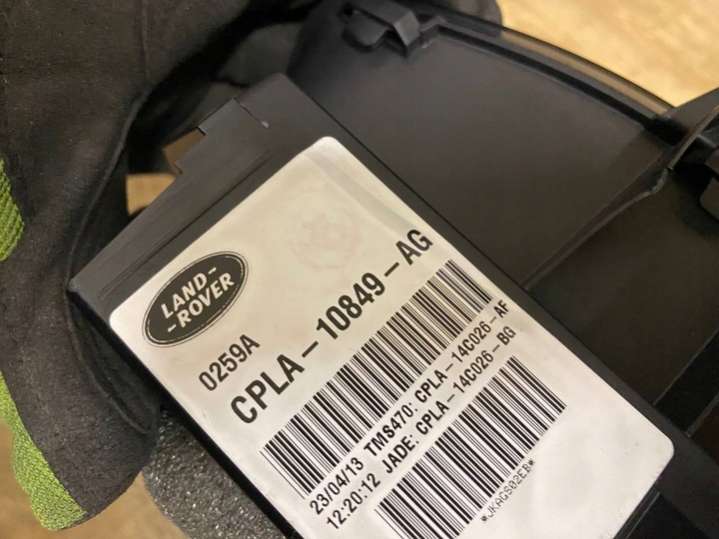 LAND-
-ROVER
0259A
CPLA-10849-AG
23/04/13 TMS470: CPLA-14C026-AF
12:20:12 JADE: CPLA-14C026-BG
*JKAGS02EB*